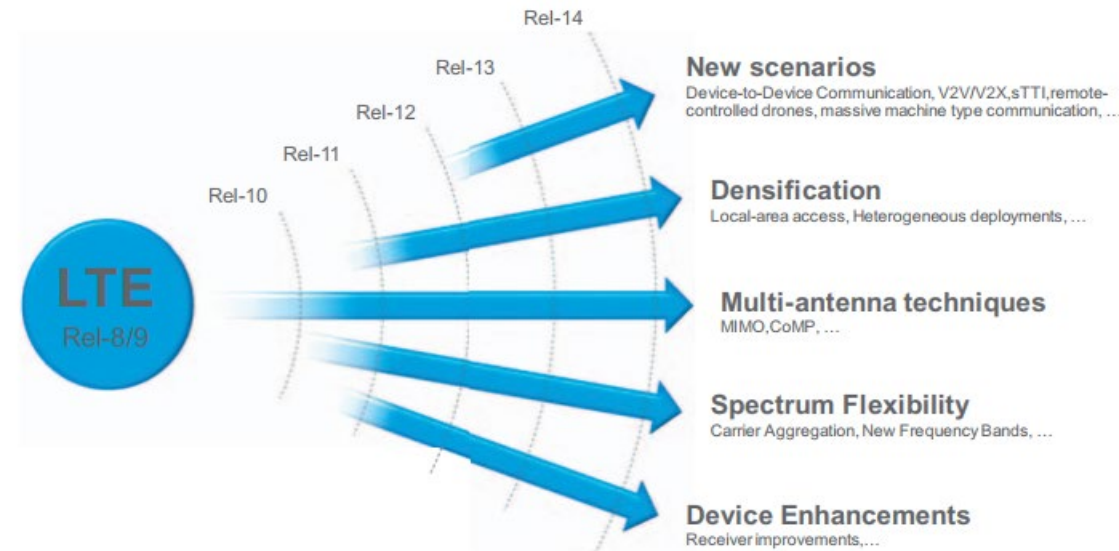 Rel-14
Rel-13
Rel-12
Rel-11
Rel-10
LTE
Rel-8/9
New scenarios
Device-to-Device Communication, V2V/V2X,sTTI,remote-
controlled drones, massive machine type communication, ...
Densification
Local-area access, Heterogeneous deployments, ...
Multi-antenna techniques
MIMO,CoMP, ...
Spectrum Flexibility
Carrier Aggregation, New Frequency Bands, ...
Device Enhancements
Receiver improvements,...